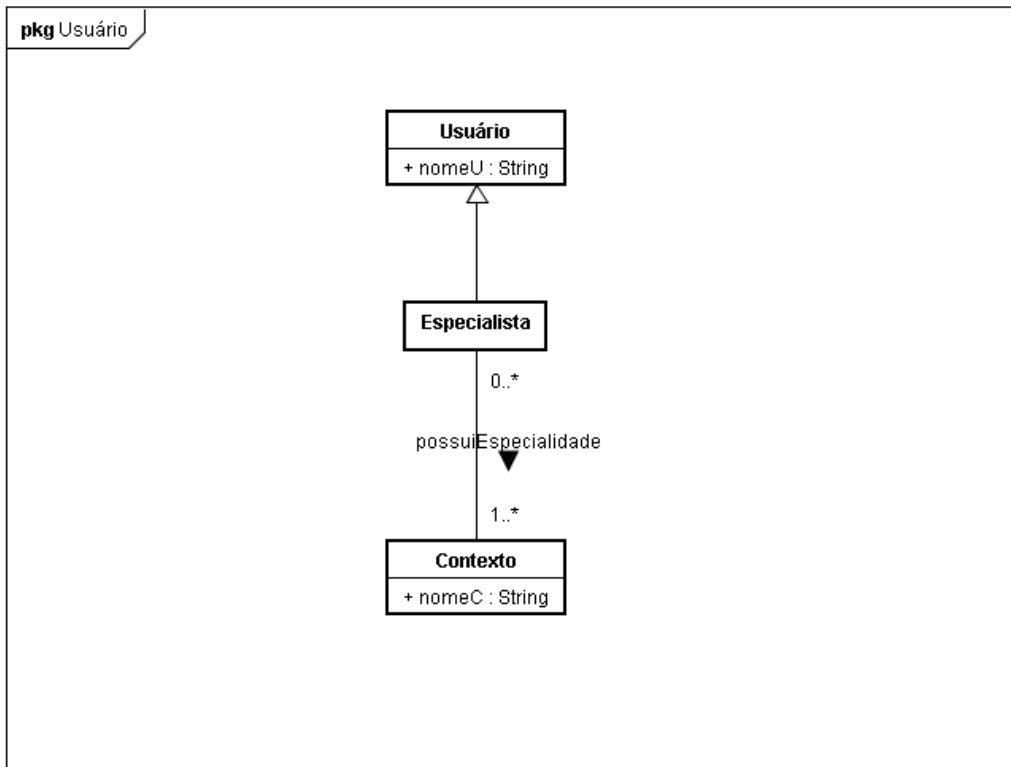 pkg Usuário
Usuário
+ nomeU : String
Especialista
0..*
possuiEspecialidade
1..*
Contexto
+ nomeC : String